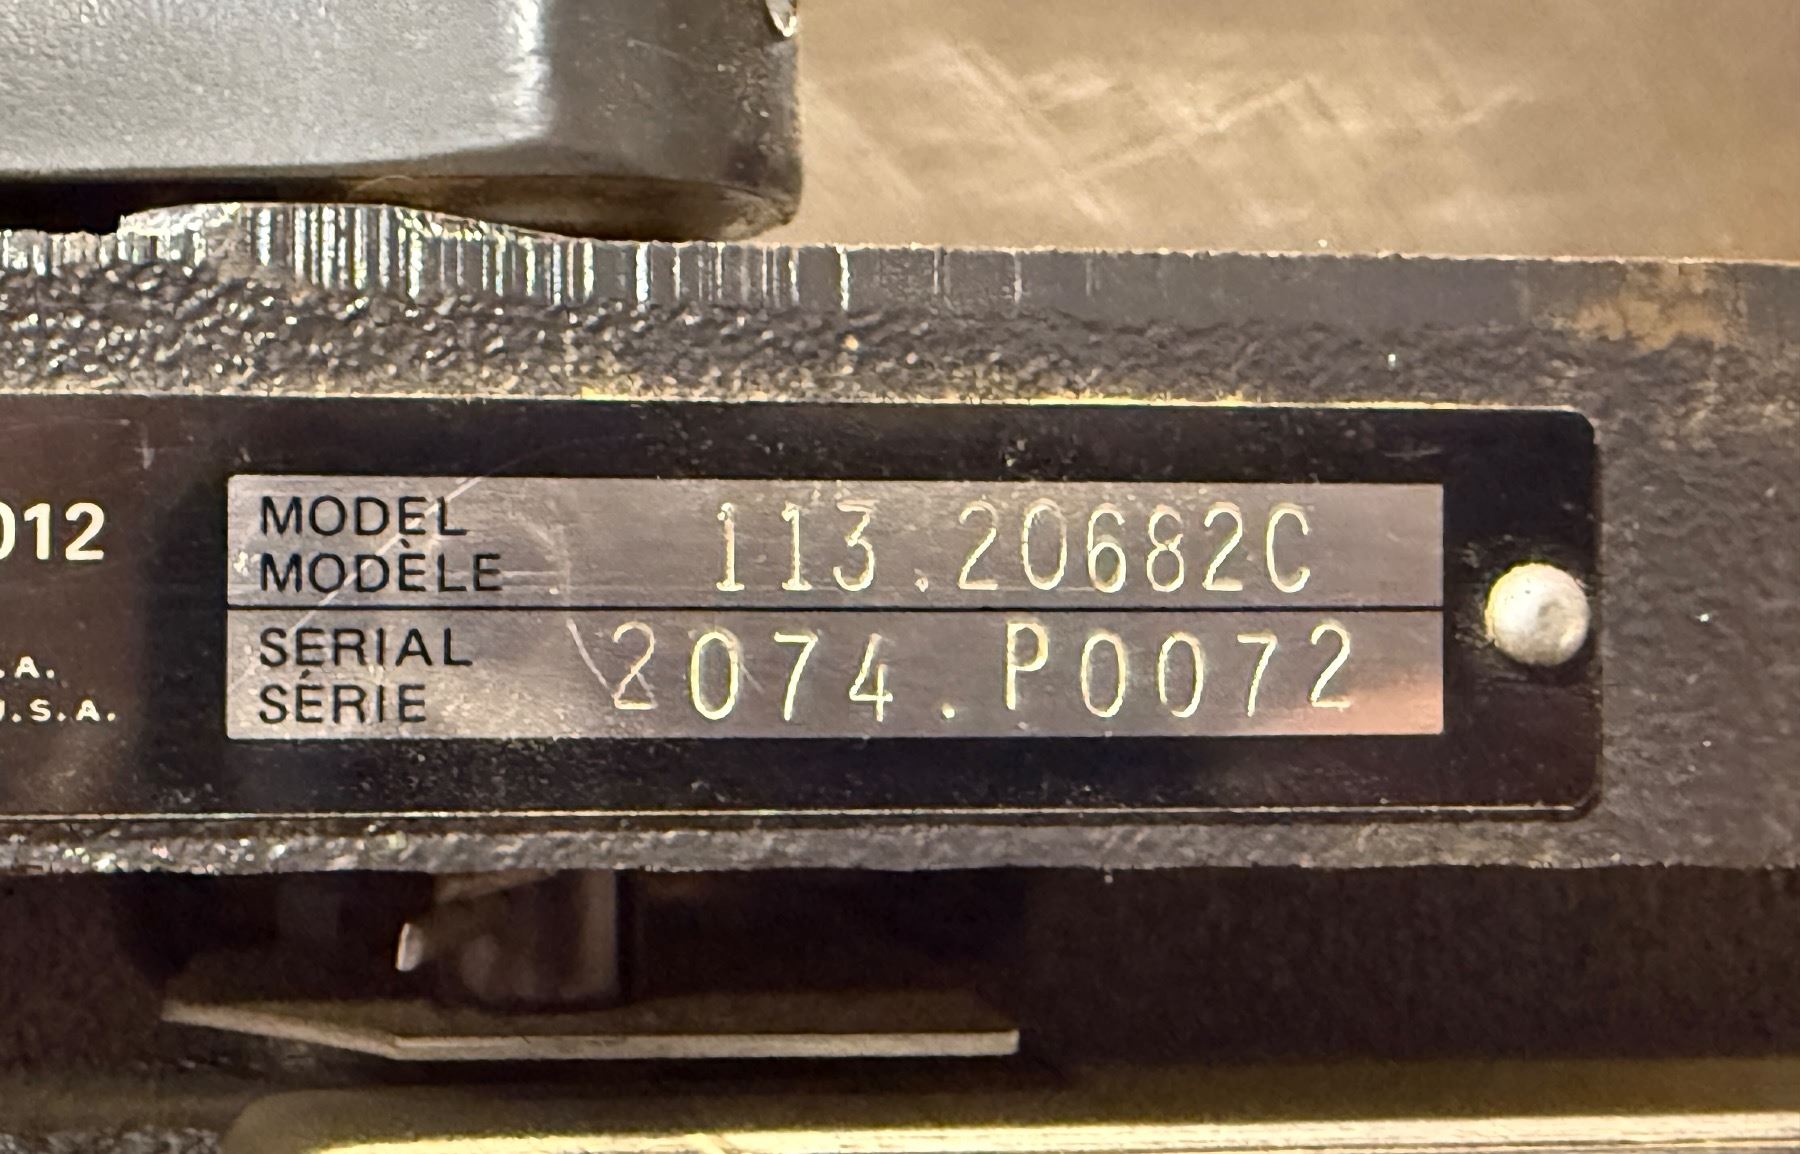 012
MODEL 113.20682C
MODÈLE
SERIAL 2074.P0072
SÉRIE
.A.
U.S.A.